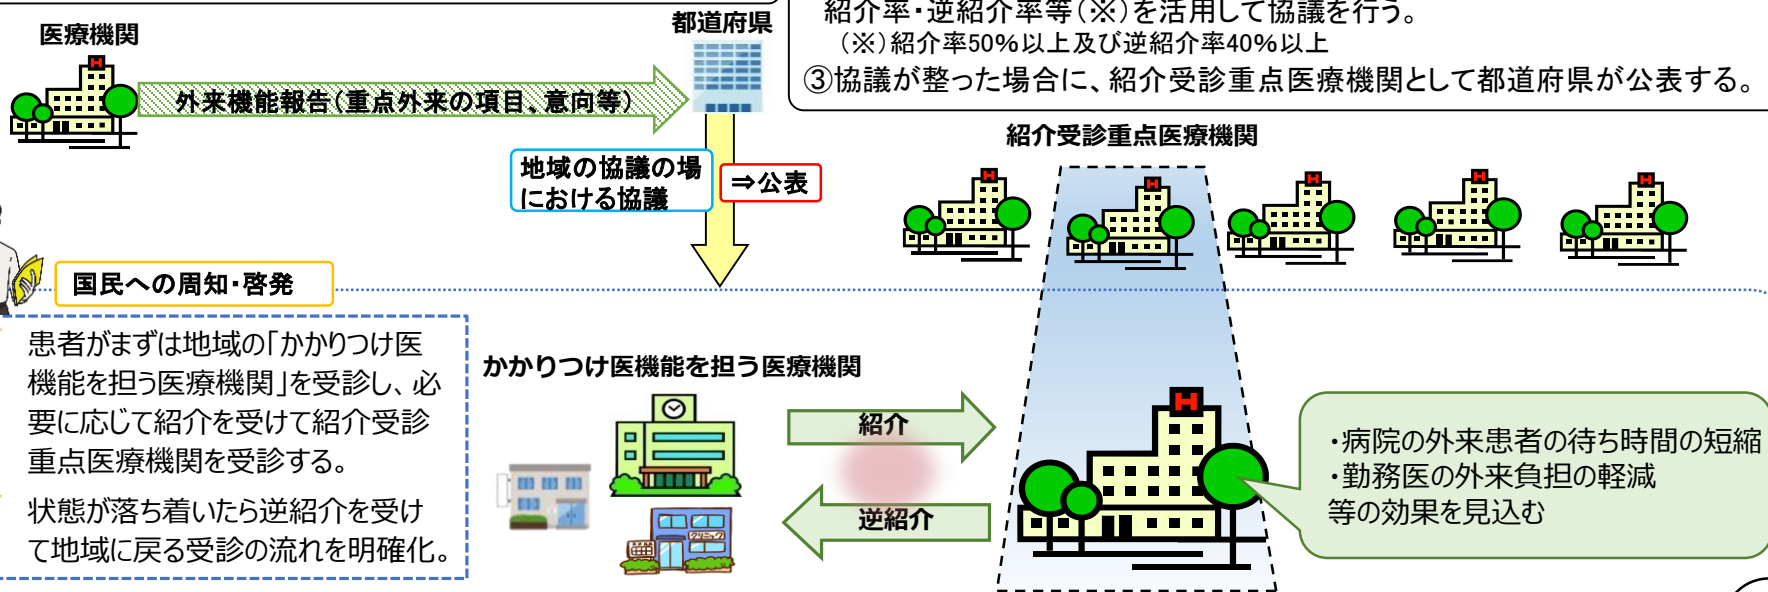 紹介率・逆紹介率等(※)を活用して協議を行う。
(※)紹介率50%以上及び逆紹介率40%以上
③協議が整った場合に、紹介受診重点医療機関として都道府県が公表する。
医療機関
都道府県
外来機能報告(重点外来の項目、意向等)
地域の協議の場
における協議
⇒公表
紹介受診重点医療機関
国民への周知・啓発
患者がまずは地域の「かかりつけ医
機能を担う医療機関」を受診し、必
要に応じて紹介を受けて紹介受診
重点医療機関を受診する。
状態が落ち着いたら逆紹介を受け
て地域に戻る受診の流れを明確化。
かかりつけ医機能を担う医療機関
クリニック
紹介
逆紹介
・病院の外来患者の待ち時間の短縮
・勤務医の外来負担の軽減
等の効果を見込む